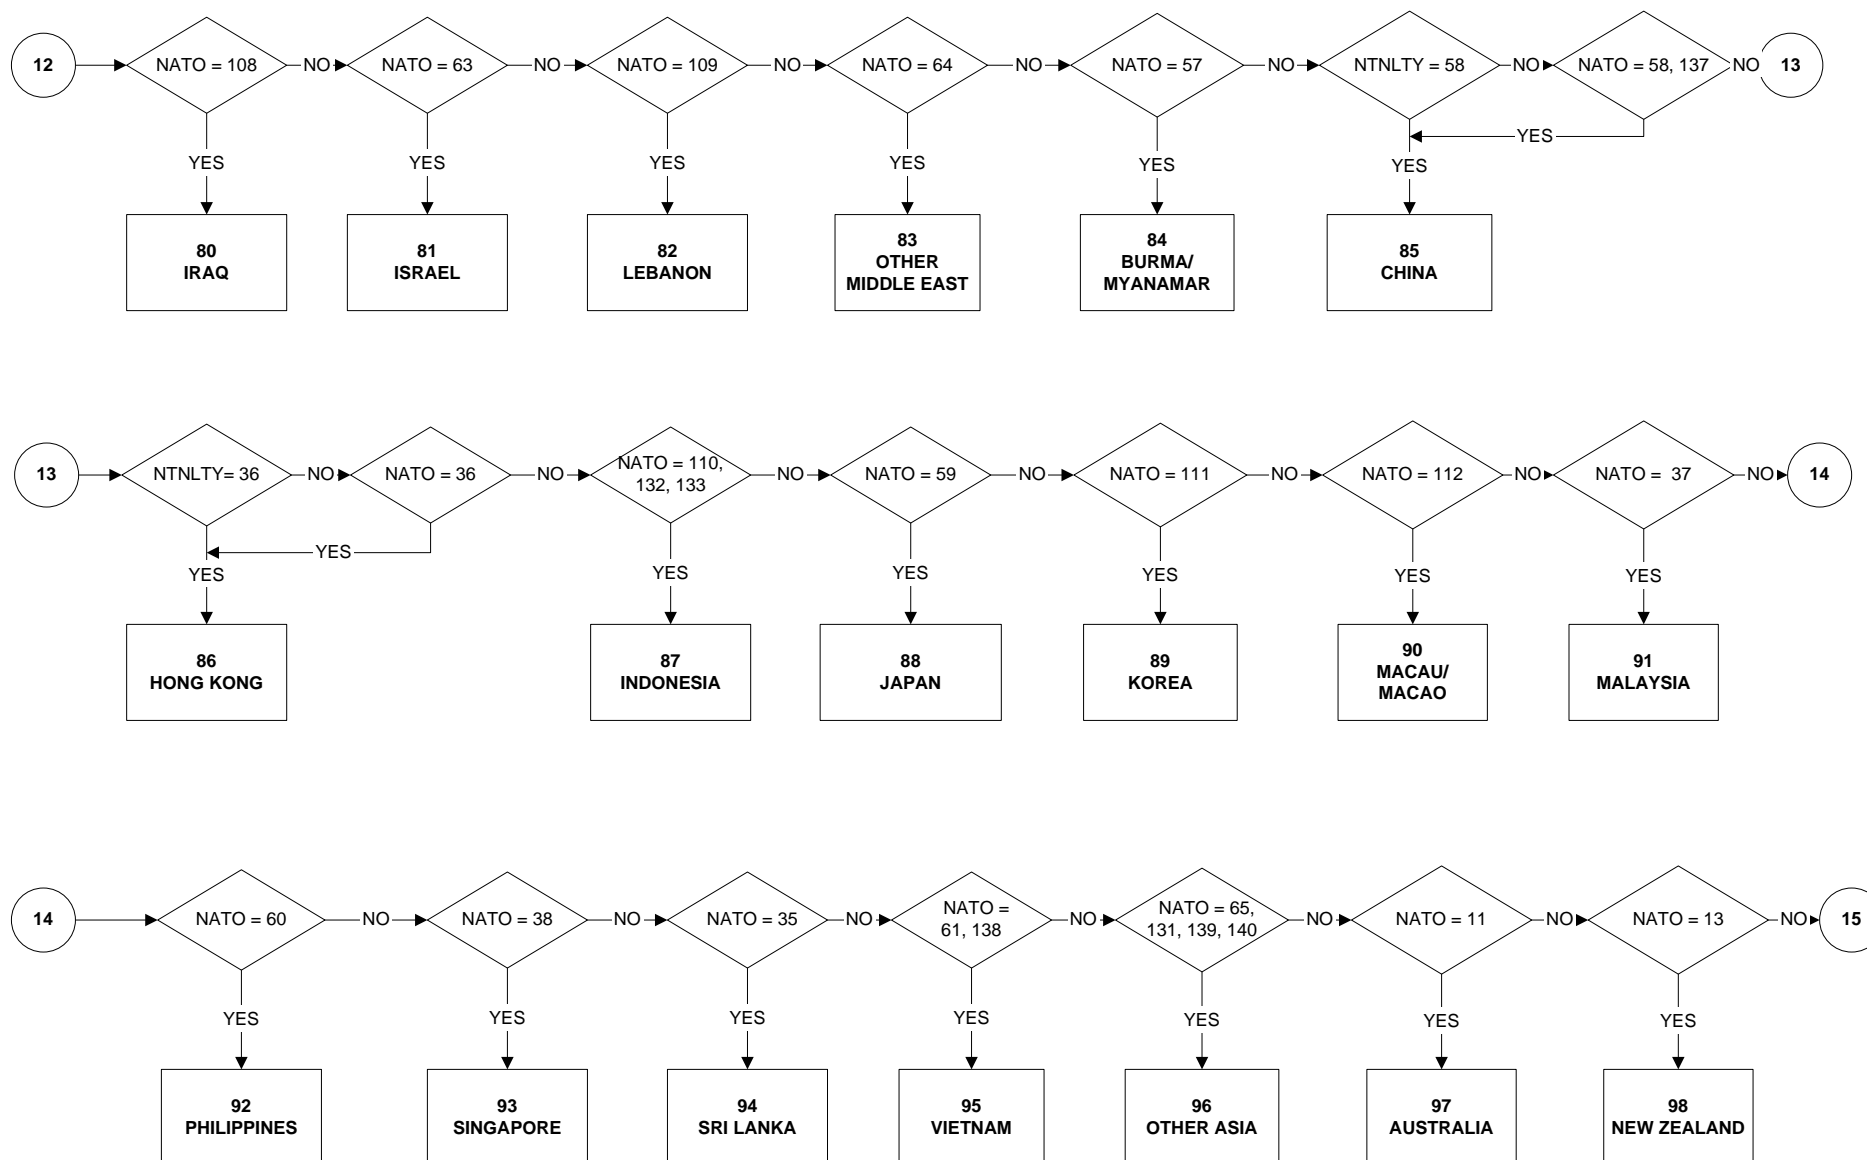 12
NATO = 108
NO
NATO = 63
NO
NATO = 109
NO
NATO = 64
NO
NATO = 57
NO
NTNLTY = 58
NO
NATO = 58, 137
NO
13
YES
YES
YES
YES
YES
YES
YES
80
IRAQ
81
ISRAEL
82
LEBANON
83
OTHER
MIDDLE EAST
84
BURMA/
MYANAMAR
85
CHINA
13
NTNLTY= 36
NO
NATO = 36
NO
NATO = 110,
132, 133
NO
NATO = 59
NO
NATO = 111
NO
NATO = 112
NO
NATO =  37
NO
14
YES
YES
YES
YES
YES
YES
YES
86
HONG KONG
87
INDONESIA
88
JAPAN
89
KOREA
90
MACAU/
MACAO
91
MALAYSIA
14
NATO = 60
NO
NATO = 38
NO
NATO = 35
NO
NATO =
61, 138
NO
NATO = 65,
131, 139, 140
NO
NATO = 11
NO
NATO = 13
NO
15
YES
YES
YES
YES
YES
YES
YES
92
PHILIPPINES
93
SINGAPORE
94
SRI LANKA
95
VIETNAM
96
OTHER ASIA
97
AUSTRALIA
98
NEW ZEALAND